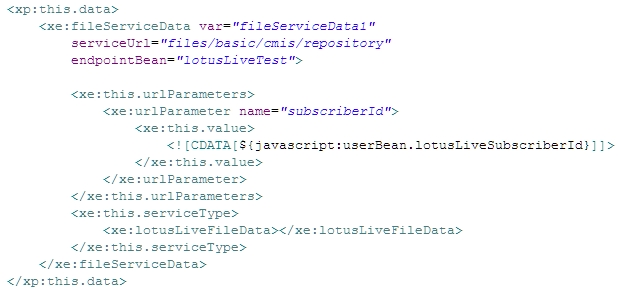 <xp:this.data>
<xe:fileServiceData var="fileServiceData1"
serviceUrl="files/basic/cmis/repository"
endpointBean="lotusLiveTest">
<xe:this.urlParameters>
<xe:urlParameter name="subscriberId">
<xe:this.value>
<![CDATA[${javascript:userBean.lotusLiveSubscriberId}]]>
</xe:this.value>
</xe:urlParameter>
</xe:this.urlParameters>
<xe:this.serviceType>
<xe:lotusLiveFileData></xe:lotusLiveFileData>
</xe:this.serviceType>
</xe:fileServiceData>
</xp:this.data>